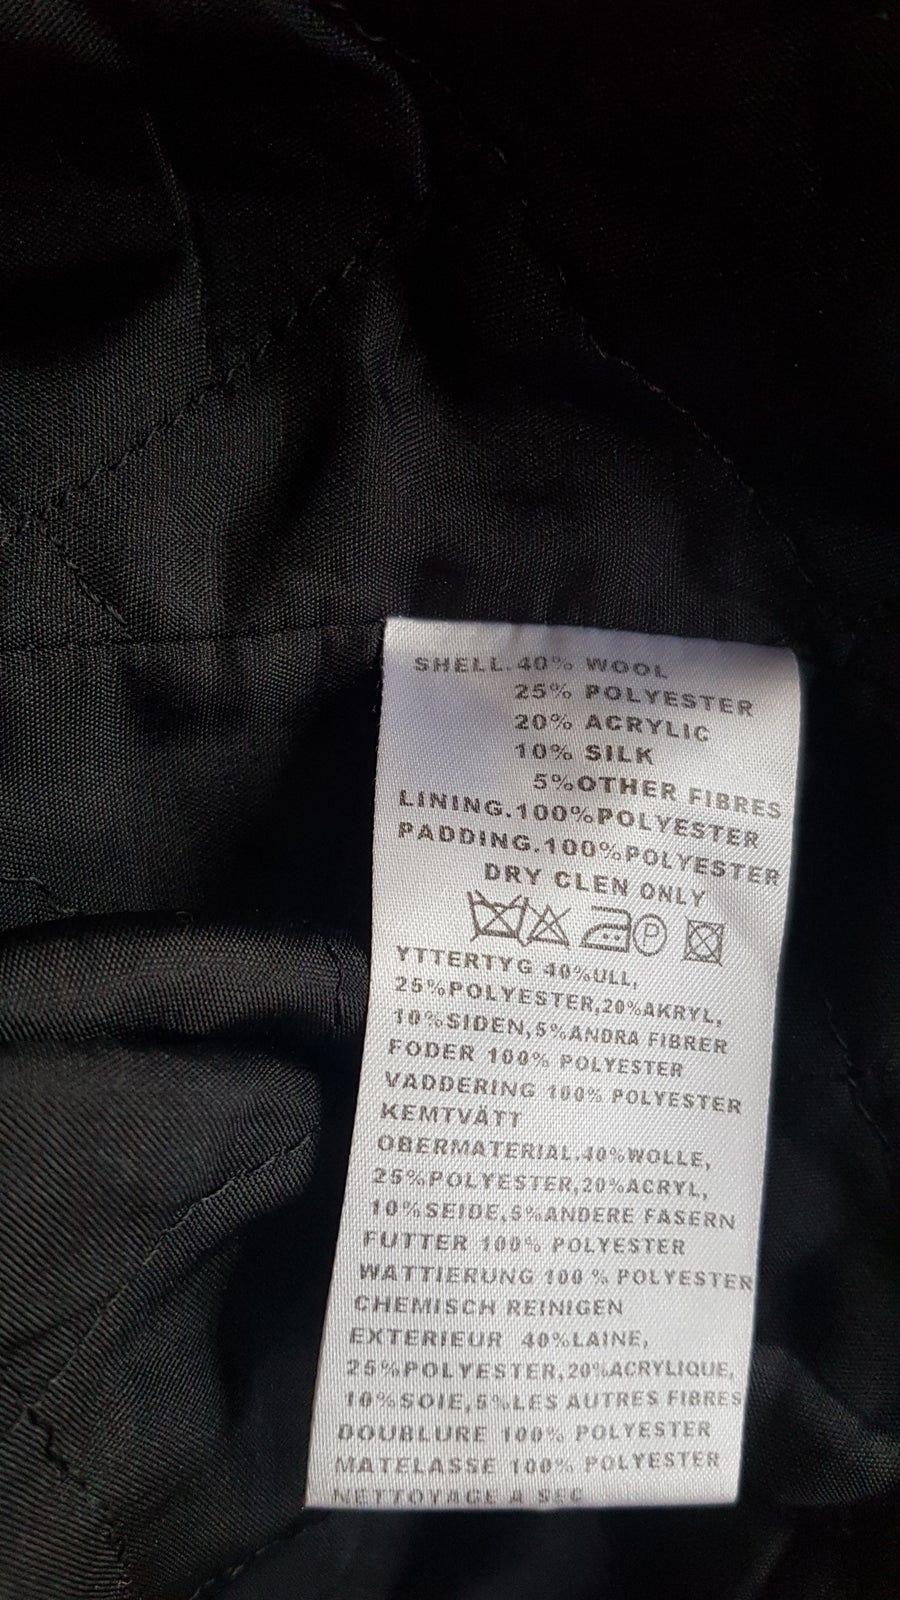 SHELL.40% WOOL
25% POLYESTER
20% ACRYLIC
10% SILK
5%OTHER FIBRES
LINING.100%POLYESTER
PADDING.100%POLYESTER
DRY CLEN ONLY
P
YTTERTYG 40%ULL,
25%POLYESTER,20%AKRYL,
10%SIDEN,5%ANDRA FIBRER
FODER 100% POLYESTER
VADDERING 100% POLYESTER
KEMTVÄTT
OBERMATERIAL.40%WOLLE,
25%POLYESTER,20%ACRYL,
10%SEIDE,5%ANDERE FASERN
FUTTER 100% POLYESTER
WATTIERUNG 100 % POLYESTER
CHEMISCH REINIGEN
EXTERIEUR 40%LAINE,
25%POLYESTER,20%ACRYLIQUE,
10%SOIE,5%LES AUTRES FIBRES
DOUBLURE 100% POLYESTER
MATELASSE 100% POLYESTER
NETTOYAGE A SEC